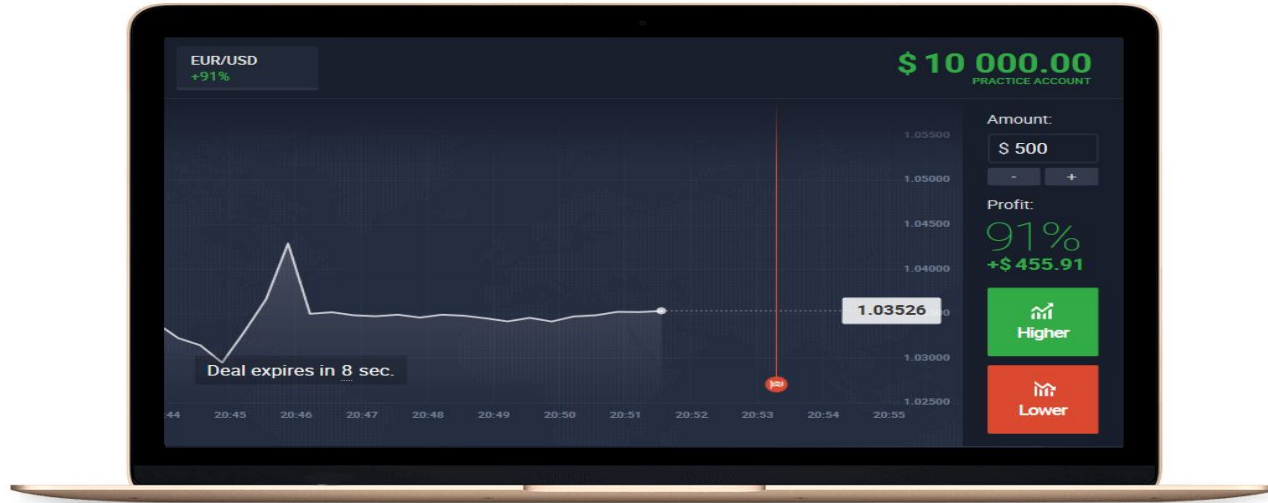 EUR/USD
+91%
$ 10 000.00
PRACTICE ACCOUNT
Amount:
$ 500
- +
Profit:
91%
+$ 455.91
Higher
Lower
1.05500
1.05000
1.04500
1.04000
1.03526
1.03000
1.02500
Deal expires in 8 sec.
:44 20:45 20:46 20:47 20:48 20:49 20:50 20:51 20:52 20:53 20:54 20:55